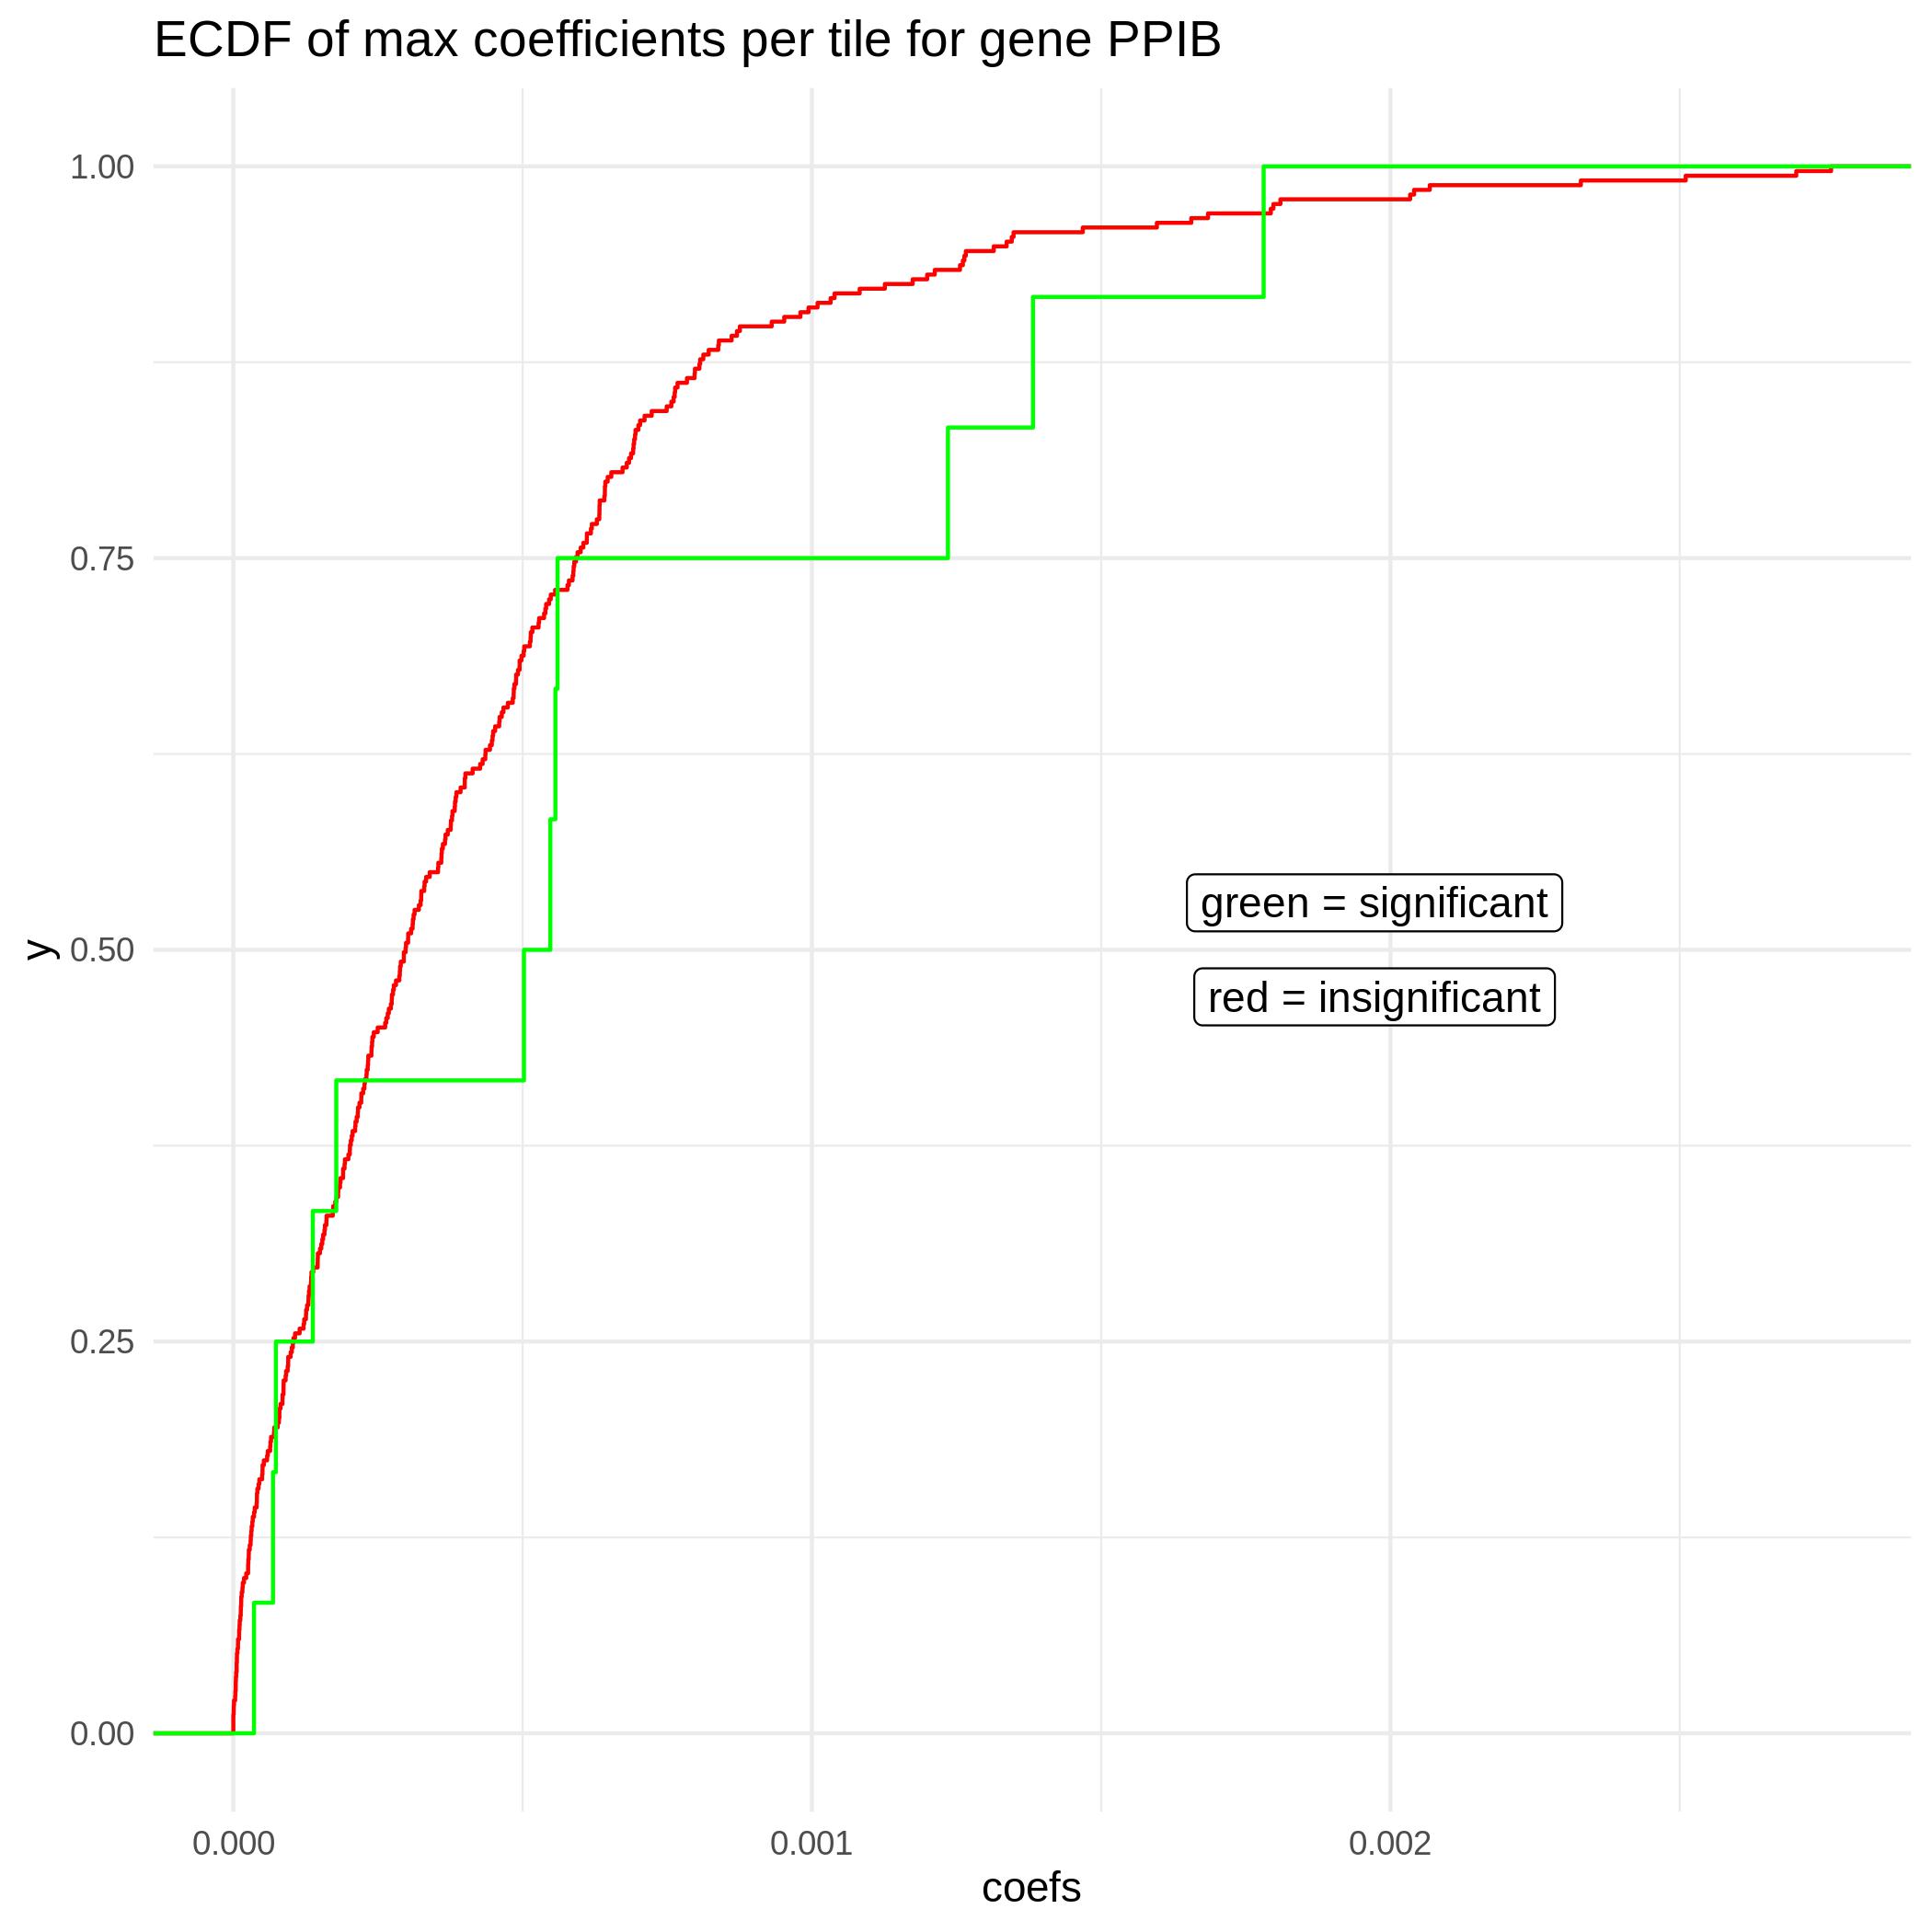 ECDF of max coefficients per tile for gene PPIB
1.00
0.75
0.50
0.25
0.00
y
green = significant
red = insignificant
0.000 0.001 0.002
coefs